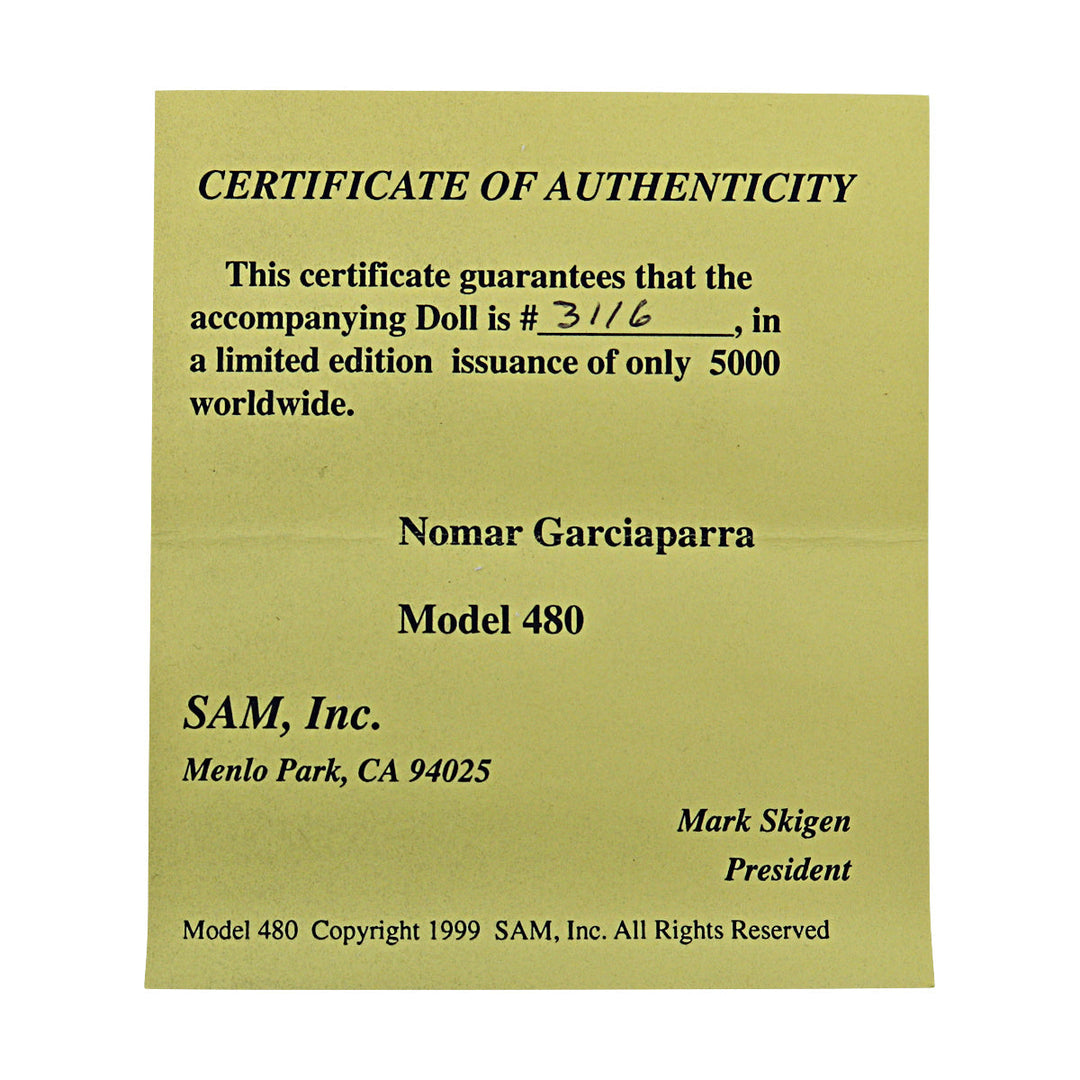 CERTIFICATE OF AUTHENTICITY
This certificate guarantees that the
accompanying Doll is # 3116, in
a limited edition issuance of only 5000
worldwide.
Nomar Garciaparra
Model 480
SAM, Inc.
Menlo Park, CA 94025
Mark Skigen
President
Model 480 Copyright 1999 SAM, Inc. All Rights Reserved